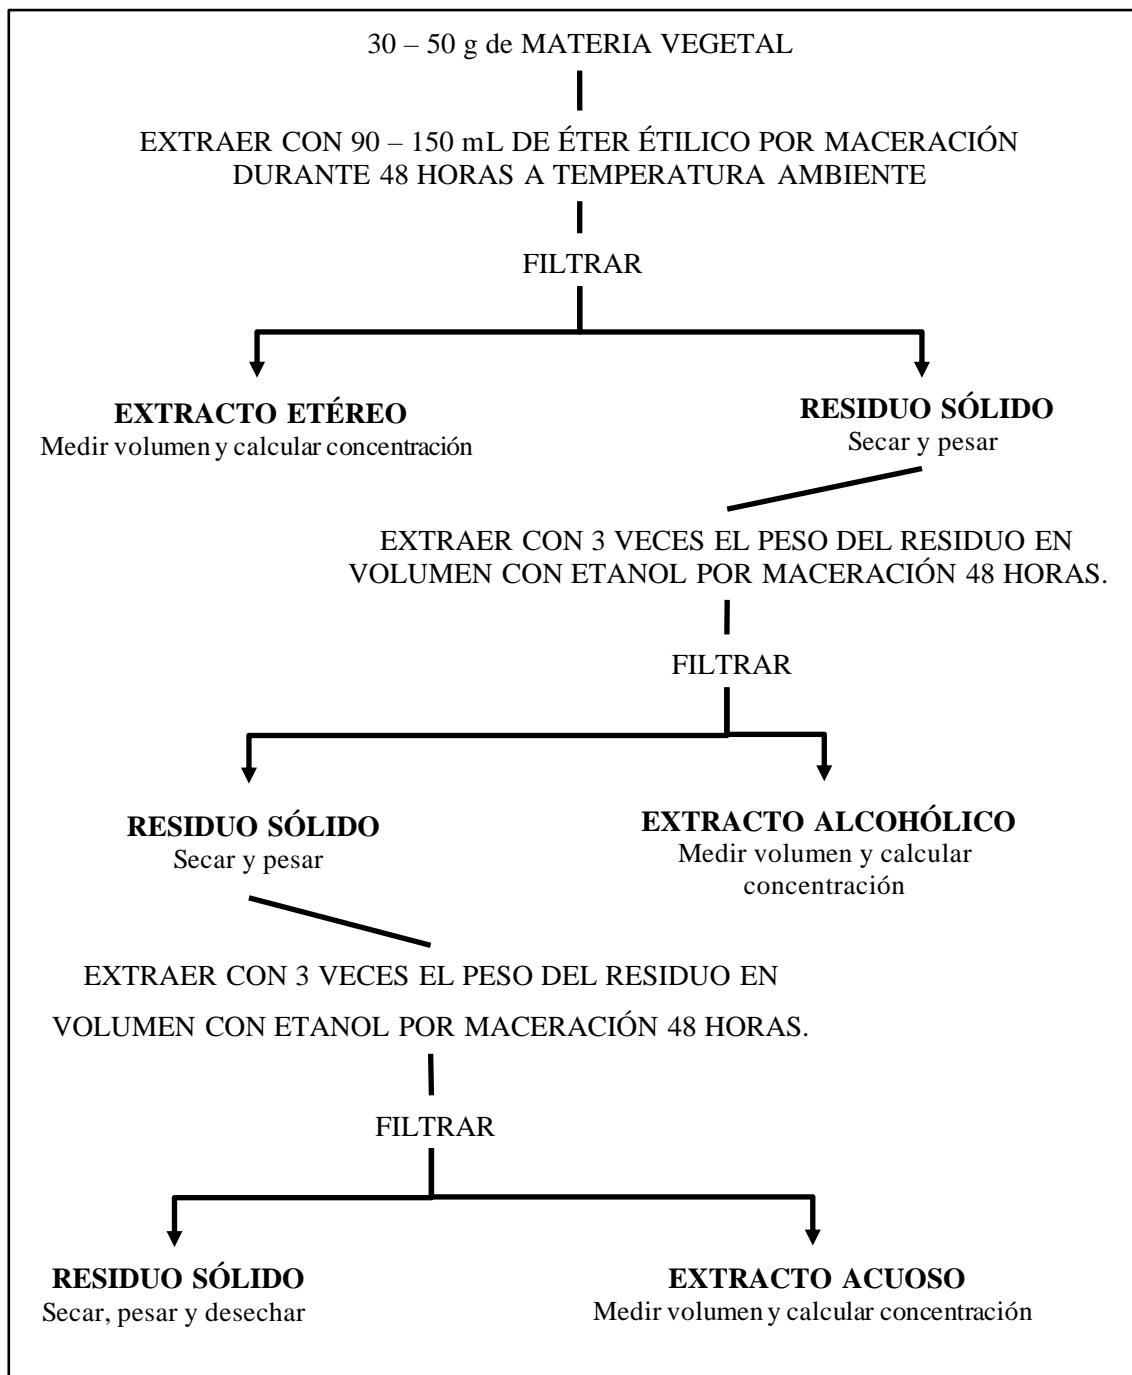 30 – 50 g de MATERIA VEGETAL
EXTRAER CON 90 – 150 mL DE ÉTER ÉTILICO POR MACERACIÓN
DURANTE 48 HORAS A TEMPERATURA AMBIENTE
FILTRAR
EXTRACTO ETÉREO
Medir volumen y calcular concentración
RESIDUO SÓLIDO
Secar y pesar
EXTRAER CON 3 VECES EL PESO DEL RESIDUO EN
VOLUMEN CON ETANOL POR MACERACIÓN 48 HORAS.
FILTRAR
RESIDUO SÓLIDO
Secar y pesar
EXTRACTO ALCOHÓLICO
Medir volumen y calcular
concentración
EXTRAER CON 3 VECES EL PESO DEL RESIDUO EN
VOLUMEN CON ETANOL POR MACERACIÓN 48 HORAS.
FILTRAR
RESIDUO SÓLIDO
Secar, pesar y desechar
EXTRACTO ACUOSO
Medir volumen y calcular concentración